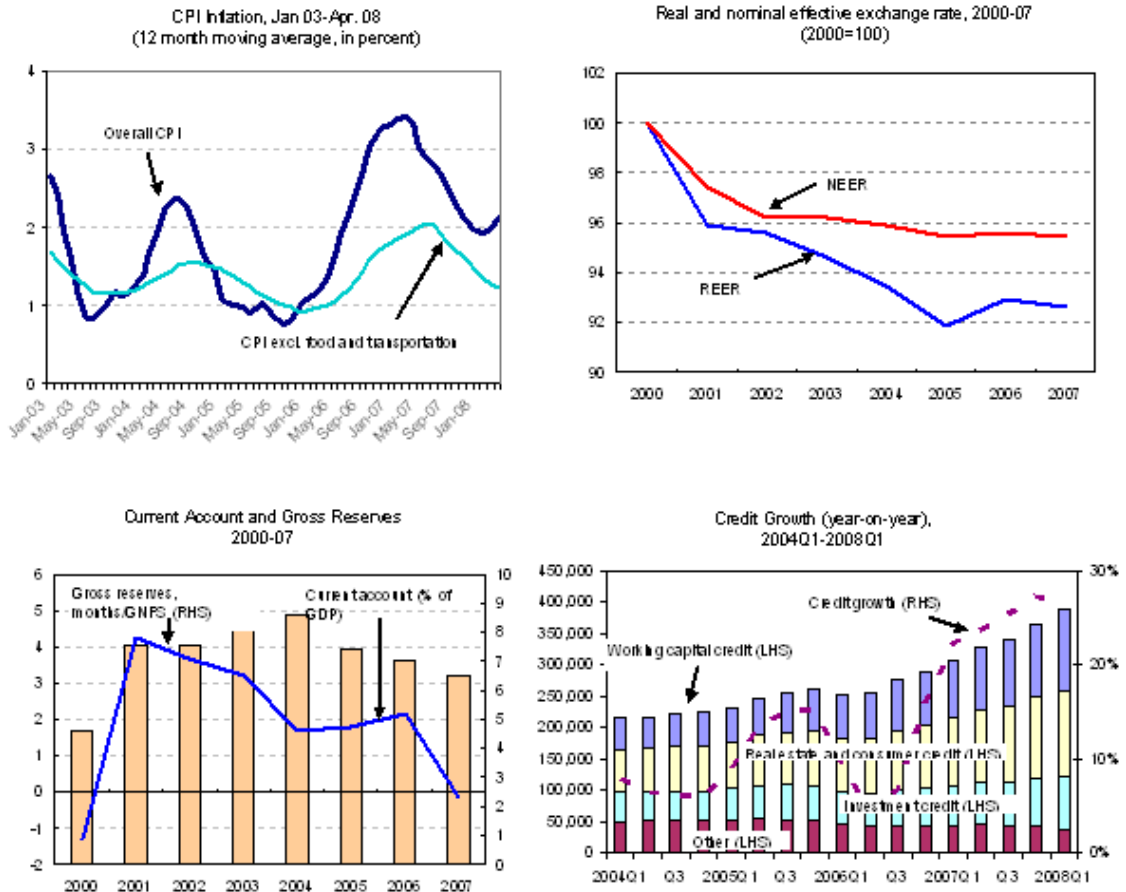 CPI Inflation, Jan 03-Apr. 08
(12 month moving average, in percent)
4
3
2
1
0
Overall CPI
CPI excl. food and transportation
Jan-03
May-03
Sep-03
Jan-04
May-04
Sep-04
Jan-05
May-05
Sep-05
Jan-06
May-06
Sep-06
Jan-07
May-07
Sep-07
Jan-08
Real and nominal effective exchange rate, 2000-07
(2000=100)
102
100
98
96
94
92
90
NEER
REER
2000
2001
2002
2003
2004
2005
2006
2007
Current Account and Gross Reserves
2000-07
6
5
4
3
2
1
0
-1
-2
Gross reserves,
months/GNFS (RHS)
Current account (% of
GDP)
10
9
8
7
6
5
4
3
2
1
0
2000
2001
2002
2003
2004
2005
2006
2007
Credit Growth (year-on-year),
2004Q1-2008Q1
450,000
400,000
350,000
300,000
250,000
200,000
150,000
100,000
50,000
0
30%
20%
10%
0%
Credit growth (RHS)
Working capital credit (LHS)
Real estate and consumer credit (LHS)
Investment credit (LHS)
Other (LHS)
2004Q1
Q3
2005Q1
Q3
2006Q1
Q3
2007Q1
Q3
2008Q1